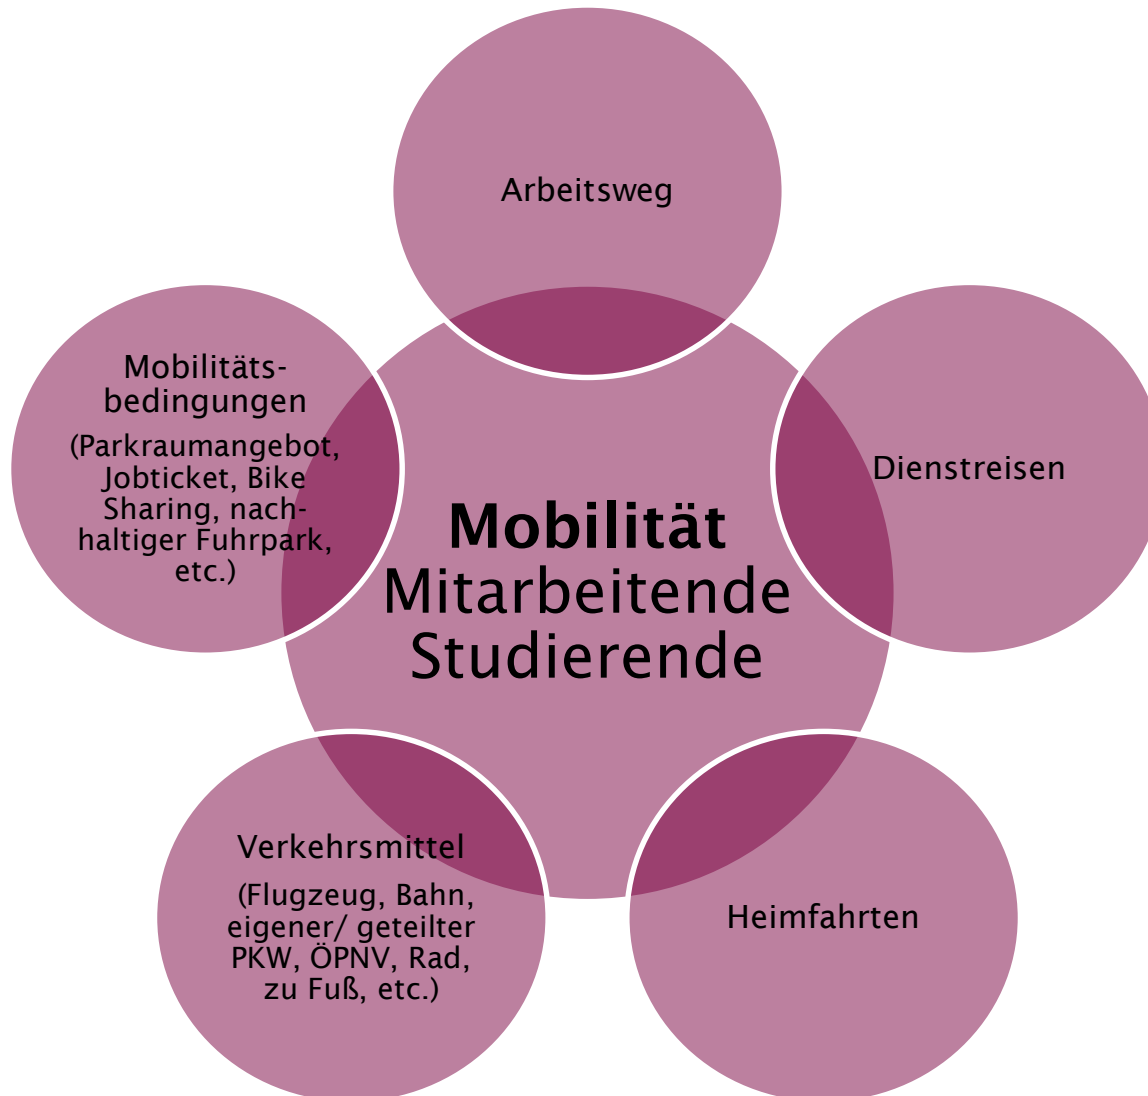 Arbeitsweg
Mobilitäts-
bedingungen
(Parkraumangebot,
Jobticket, Bike
Sharing, nach-
haltiger Fuhrpark,
etc.)
Dienstreisen
Mobilität
Mitarbeitende
Studierende
Verkehrsmittel
(Flugzeug, Bahn,
eigener/ geteilter
PKW, ÖPNV, Rad,
zu Fuß, etc.)
Heimfahrten